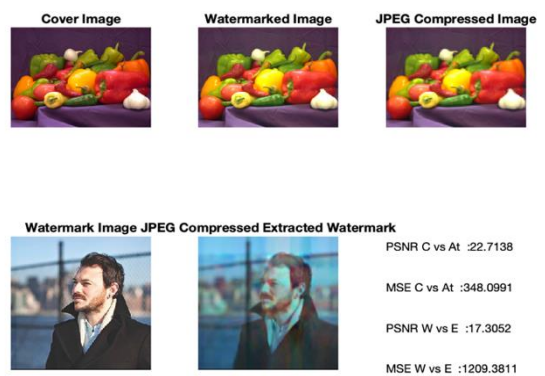 Cover Image
Watermarked Image
JPEG Compressed Image
Watermark Image
JPEG Compressed Extracted Watermark
PSNR C vs At :22.7138
MSE C vs At :348.0991
PSNR W vs E :17.3052
MSE W vs E :1209.3811